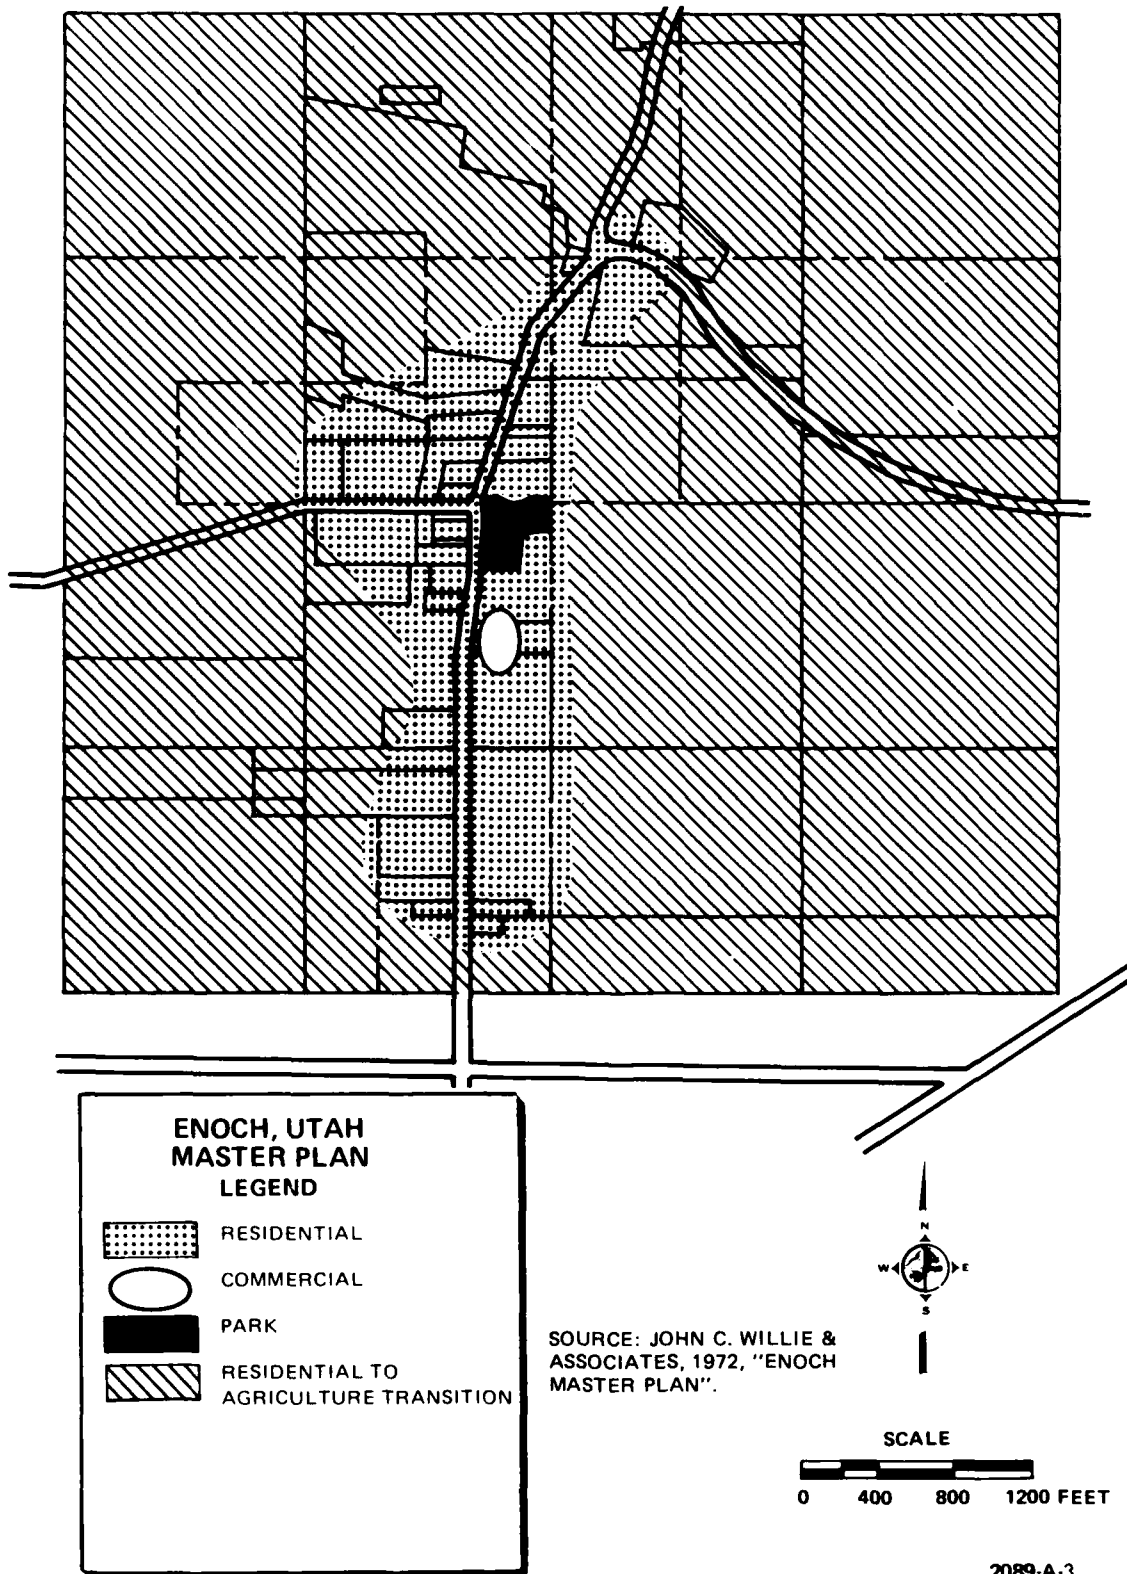 ENOCH, UTAH
MASTER PLAN
LEGEND
RESIDENTIAL
COMMERCIAL
PARK
RESIDENTIAL TO
AGRICULTURE TRANSITION
N
W E
S
SOURCE: JOHN C. WILLIE &
ASSOCIATES, 1972, "ENOCH
MASTER PLAN".
SCALE
0 400 800 1200 FEET
2089-A-3